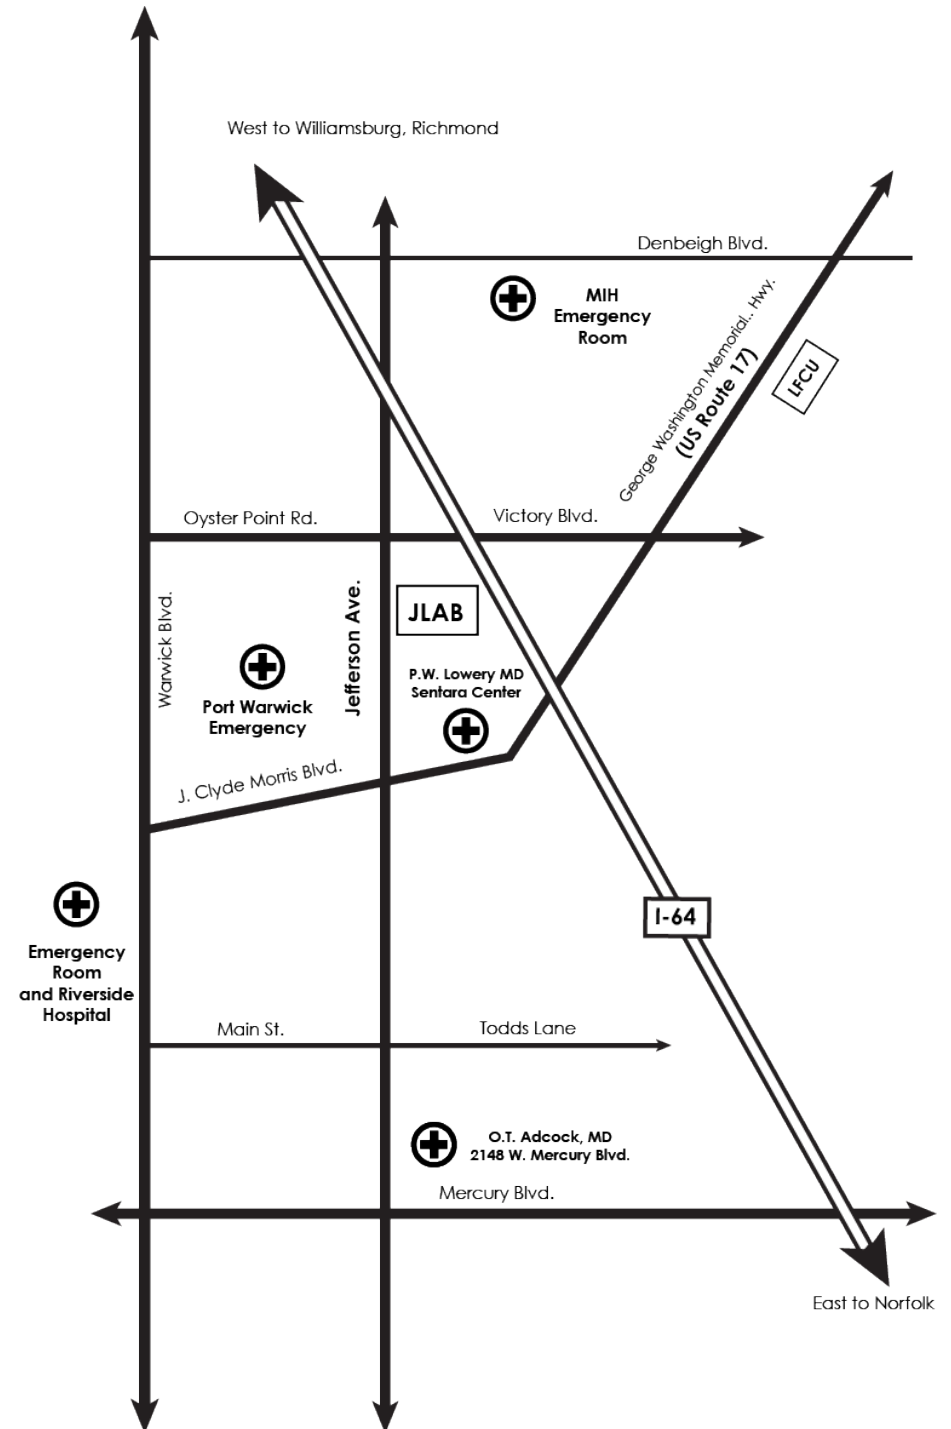 West to Williamsburg, Richmond
Denbeigh Blvd.
MIH
Emergency
Room
George Washington Memorial.. Hwy.
(US Route 17)
LFCU
Oyster Point Rd.
Victory Blvd.
Warwick Blvd.
Jefferson Ave.
JLAB
Port Warwick
Emergency
P.W. Lowery MD
Sentara Center
J. Clyde Morris Blvd.
Emergency
Room
and Riverside
Hospital
I-64
Main St.
Todds Lane
O.T. Adcock, MD
2148 W. Mercury Blvd.
Mercury Blvd.
East to Norfolk